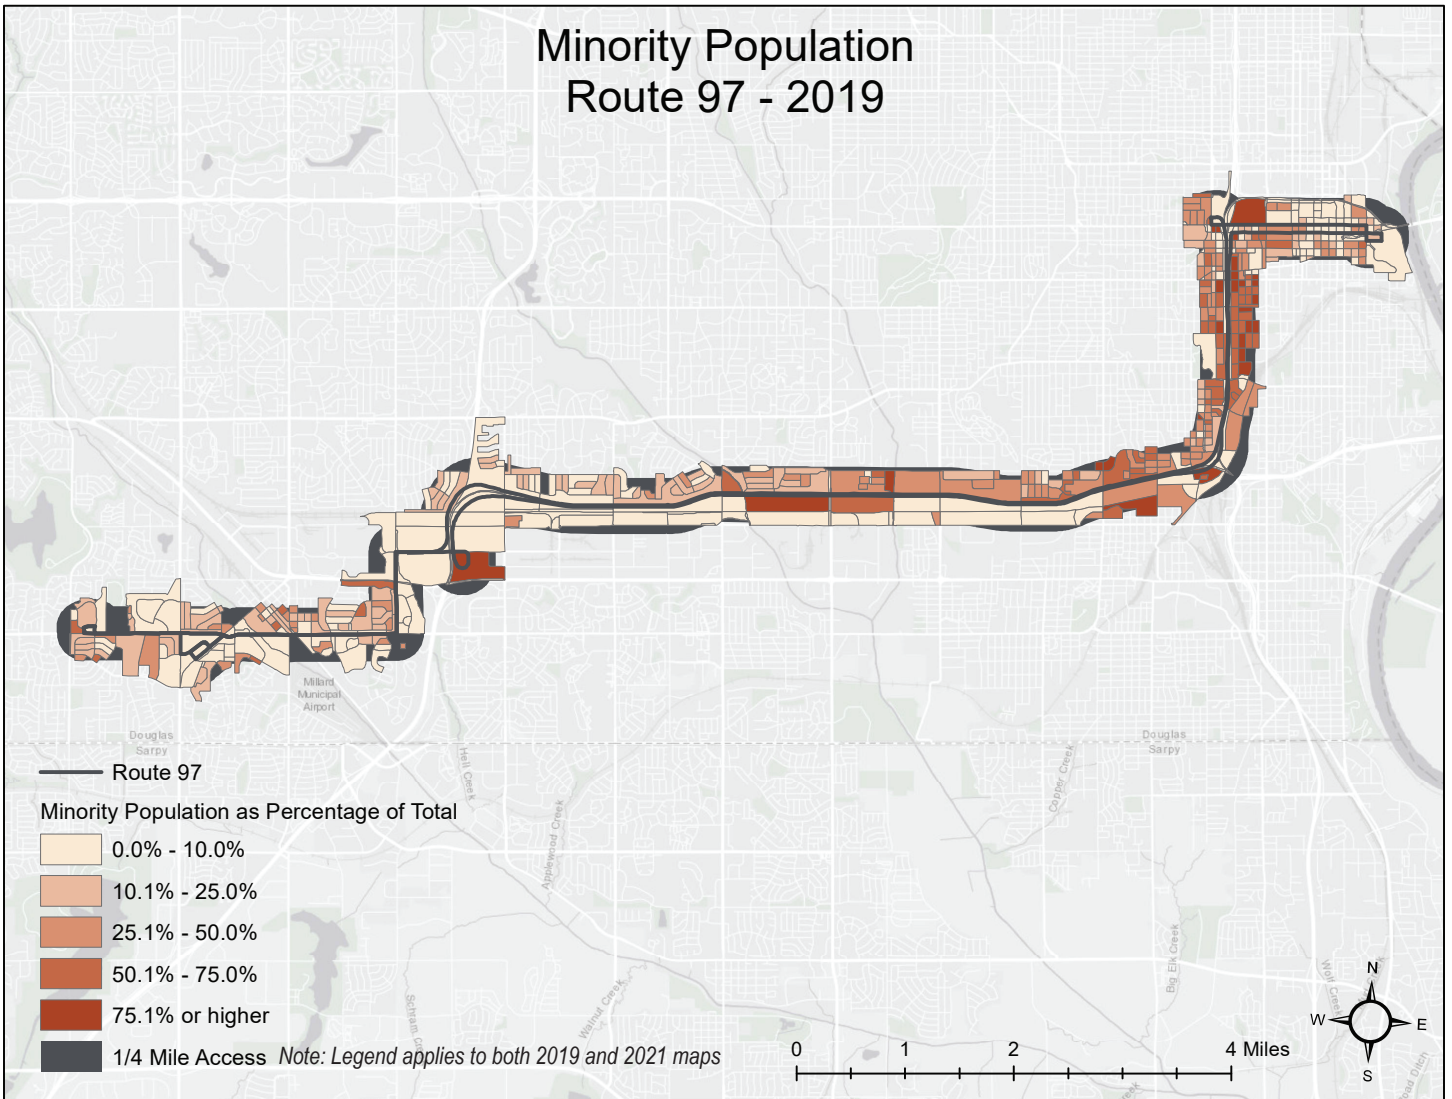 Minority Population
Route 97 - 2019
Millard
Municipal
Airport
Douglas
Sarpy
Douglas
Sarpy
Hell Creek
Applewood Creek
Copper Creek
Big Elk Creek
Walnut Creek
Schram
Wolf Creek
Route 97
Minority Population as Percentage of Total
0.0% - 10.0%
10.1% - 25.0%
25.1% - 50.0%
50.1% - 75.0%
75.1% or higher
1/4 Mile Access
Note: Legend applies to both 2019 and 2021 maps
0 1 2 4 Miles
N
W E
S